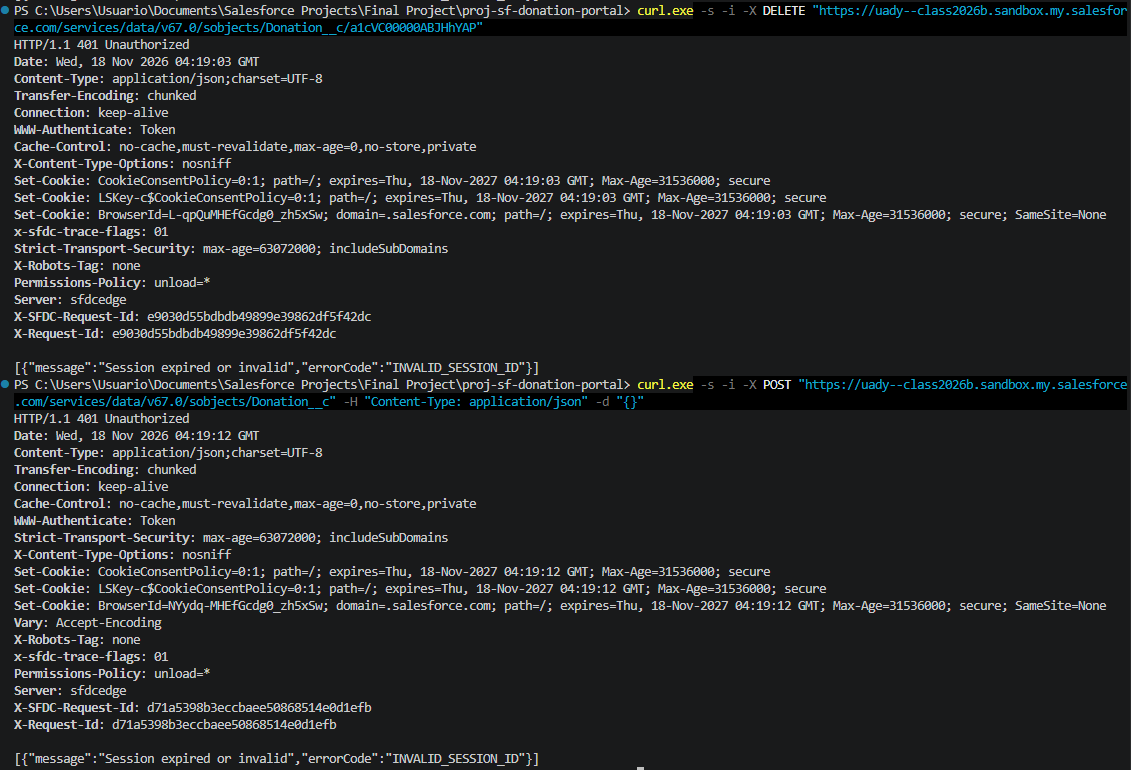 PS C:\Users\Usuario\Documents\Salesforce Projects\Final Project\proj-sf-donation-portal> curl.exe -s -i -X DELETE "https://uady--class2026b.sandbox.my.salesfor
ce.com/services/data/v67.0/sobjects/Donation__c/a1cVC00000ABJHhYAP"
HTTP/1.1 401 Unauthorized
Date: Wed, 18 Nov 2026 04:19:03 GMT
Content-Type: application/json;charset=UTF-8
Transfer-Encoding: chunked
Connection: keep-alive
WWW-Authenticate: Token
Cache-Control: no-cache,must-revalidate,max-age=0,no-store,private
X-Content-Type-Options: nosniff
Set-Cookie: CookieConsentPolicy=0:1; path=/; expires=Thu, 18-Nov-2027 04:19:03 GMT; Max-Age=31536000; secure
Set-Cookie: LSKey-c$CookieConsentPolicy=0:1; path=/; expires=Thu, 18-Nov-2027 04:19:03 GMT; Max-Age=31536000; secure
Set-Cookie: BrowserId=L-qpQuMHEfGcdg0_zh5xSw; domain=.salesforce.com; path=/; expires=Thu, 18-Nov-2027 04:19:03 GMT; Max-Age=31536000; secure; SameSite=None
x-sfdc-trace-flags: 01
Strict-Transport-Security: max-age=63072000; includeSubDomains
X-Robots-Tag: none
Permissions-Policy: unload=*
Server: sfdcedge
X-SFDC-Request-Id: e9030d55bdbdb49899e39862df5f42dc
X-Request-Id: e9030d55bdbdb49899e39862df5f42dc
[{"message":"Session expired or invalid","errorCode":"INVALID_SESSION_ID"}]
PS C:\Users\Usuario\Documents\Salesforce Projects\Final Project\proj-sf-donation-portal> curl.exe -s -i -X POST "https://uady--class2026b.sandbox.my.salesforce
.com/services/data/v67.0/sobjects/Donation__c" -H "Content-Type: application/json" -d "{}"
HTTP/1.1 401 Unauthorized
Date: Wed, 18 Nov 2026 04:19:12 GMT
Content-Type: application/json;charset=UTF-8
Transfer-Encoding: chunked
Connection: keep-alive
Cache-Control: no-cache,must-revalidate,max-age=0,no-store,private
WWW-Authenticate: Token
Strict-Transport-Security: max-age=63072000; includeSubDomains
X-Content-Type-Options: nosniff
Set-Cookie: CookieConsentPolicy=0:1; path=/; expires=Thu, 18-Nov-2027 04:19:12 GMT; Max-Age=31536000; secure
Set-Cookie: LSKey-c$CookieConsentPolicy=0:1; path=/; expires=Thu, 18-Nov-2027 04:19:12 GMT; Max-Age=31536000; secure
Set-Cookie: BrowserId=NYydq-MHEfGcdg0_zh5xSw; domain=.salesforce.com; path=/; expires=Thu, 18-Nov-2027 04:19:12 GMT; Max-Age=31536000; secure; SameSite=None
Vary: Accept-Encoding
X-Robots-Tag: none
x-sfdc-trace-flags: 01
Permissions-Policy: unload=*
Server: sfdcedge
X-SFDC-Request-Id: d71a5398b3eccbaee50868514e0d1efb
X-Request-Id: d71a5398b3eccbaee50868514e0d1efb
[{"message":"Session expired or invalid","errorCode":"INVALID_SESSION_ID"}]